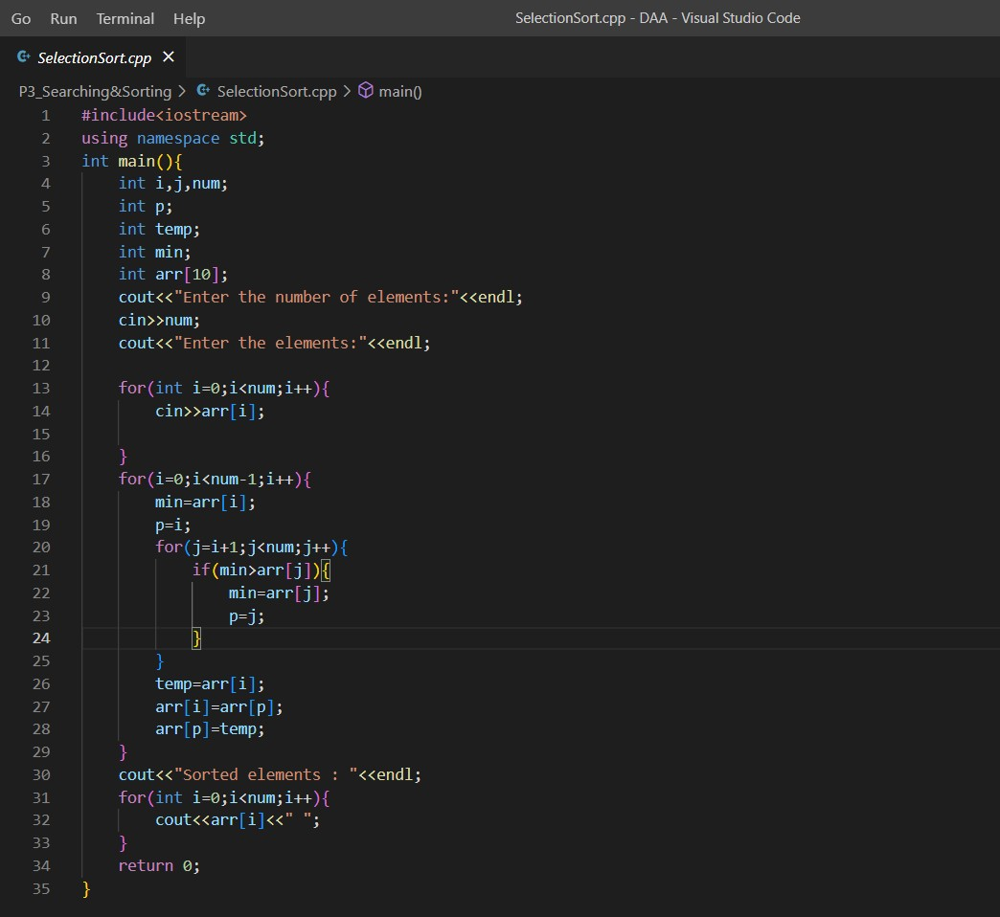 Go Run Terminal Help SelectionSort.cpp - DAA - Visual Studio Code
SelectionSort.cpp
P3_Searching&Sorting > SelectionSort.cpp > main()
1 #include<iostream>
2 using namespace std;
3 int main(){
4     int i,j,num;
5     int p;
6     int temp;
7     int min;
8     int arr[10];
9     cout<<"Enter the number of elements:"<<endl;
10     cin>>num;
11     cout<<"Enter the elements:"<<endl;
12
13     for(int i=0;i<num;i++){
14         cin>>arr[i];
15
16     }
17     for(i=0;i<num-1;i++){
18         min=arr[i];
19         p=i;
20         for(j=i+1;j<num;j++){
21             if(min>arr[j]){
22                 min=arr[j];
23                 p=j;
24             }
25         }
26         temp=arr[i];
27         arr[i]=arr[p];
28         arr[p]=temp;
29     }
30     cout<<"Sorted elements : "<<endl;
31     for(int i=0;i<num;i++){
32         cout<<arr[i]<<" ";
33     }
34     return 0;
35 }